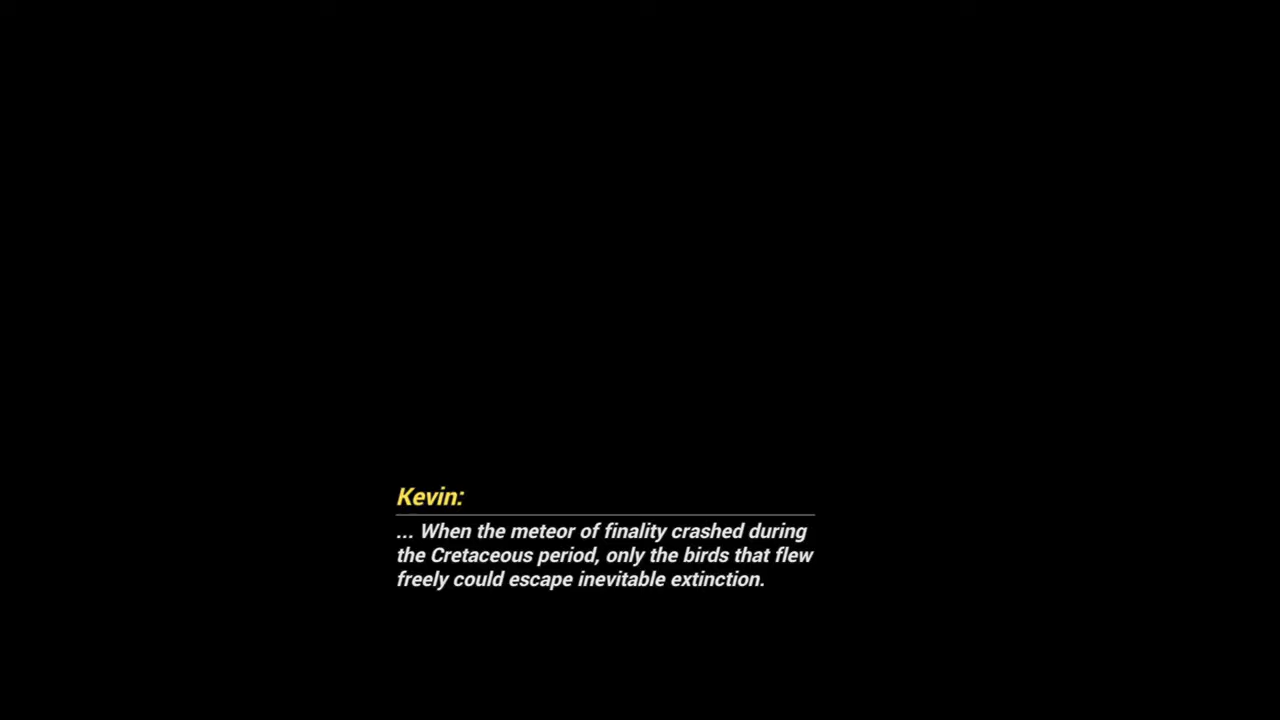 Kevin:
... When the meteor of finality crashed during
the Cretaceous period, only the birds that flew
freely could escape inevitable extinction.